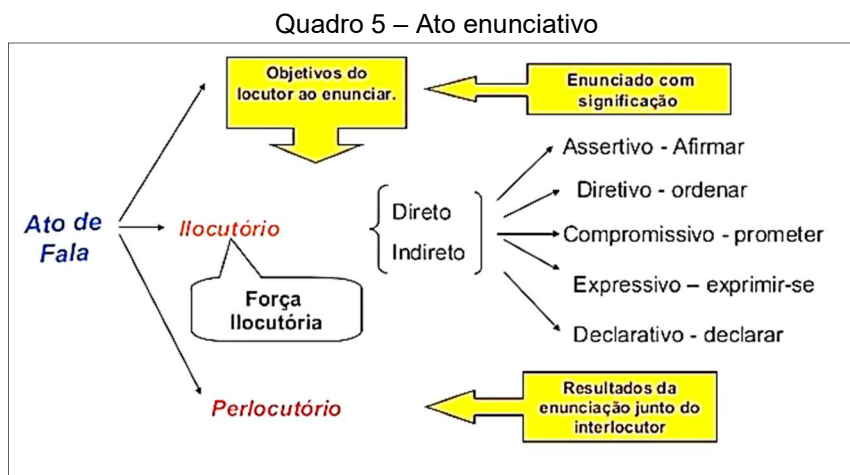 Quadro 5 – Ato enunciativo
Objetivos do
locutor ao enunciar.
Enunciado com
significação
Ato de
Fala
Ilocutório
Força
Ilocutória
Direto
Indireto
Assertivo - Afirmar
Diretivo - ordenar
Compromissivo - prometer
Expressivo – exprimir-se
Declarativo - declarar
Perlocutório
Resultados da
enunciação junto do
interlocutor